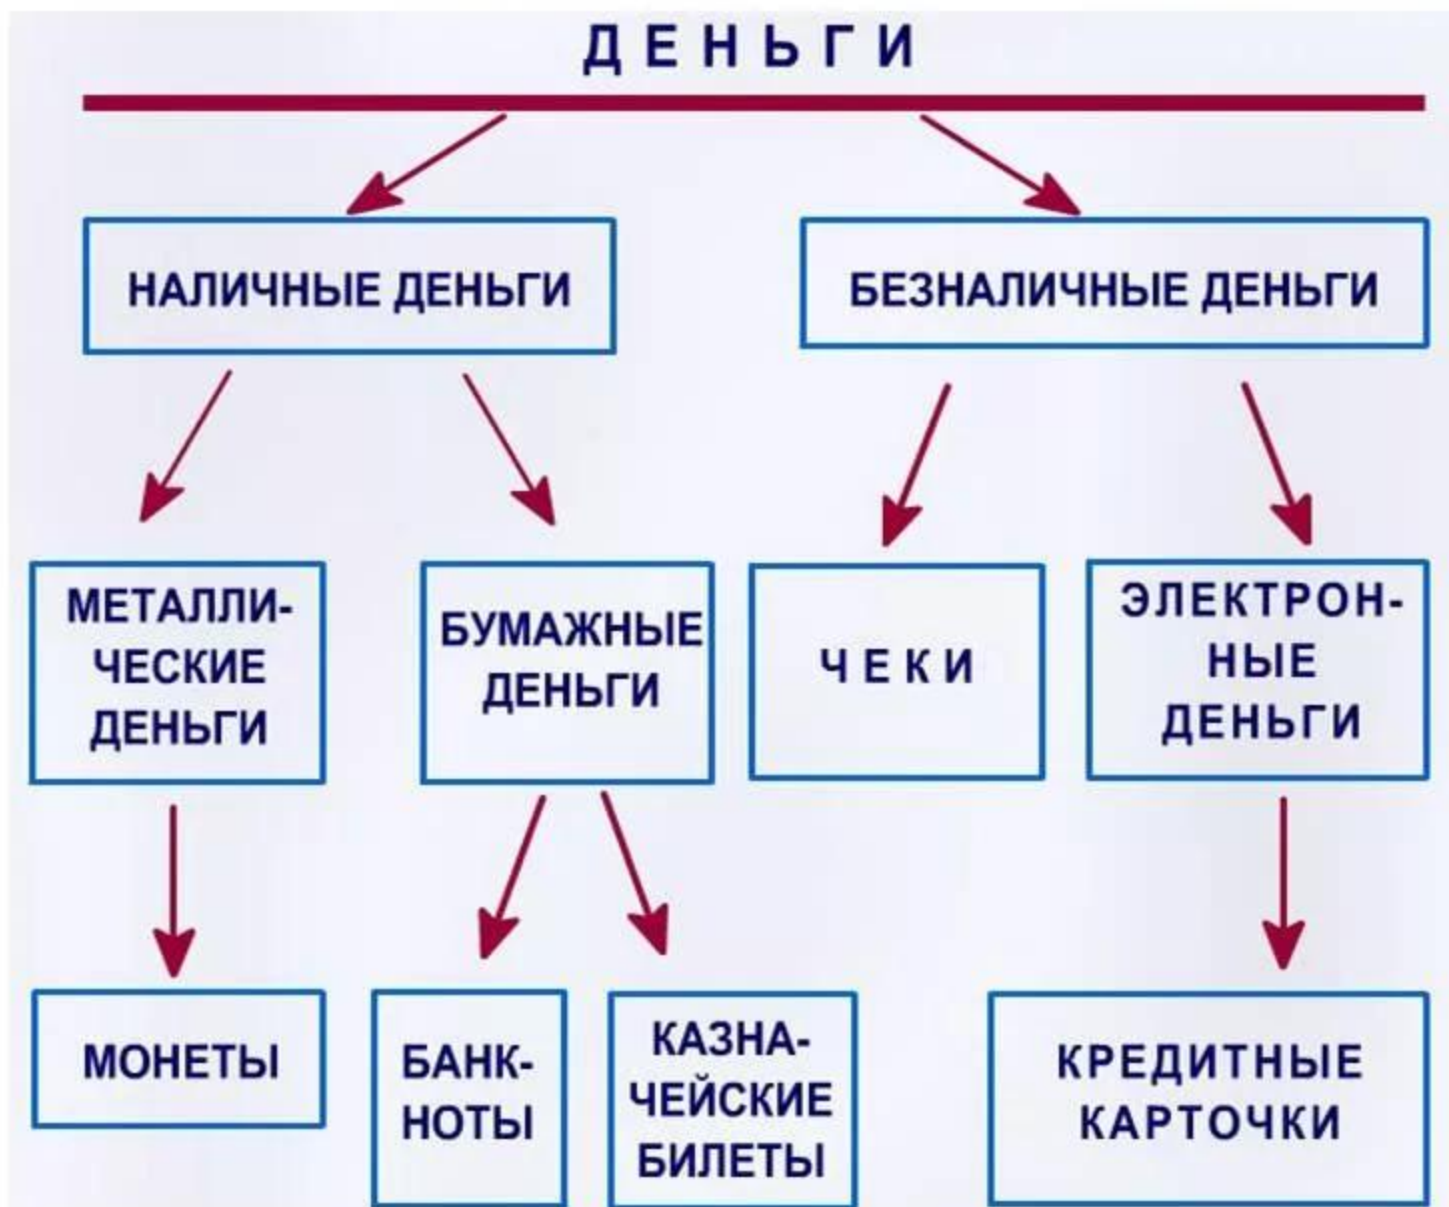 ДЕНЬГИ
НАЛИЧНЫЕ ДЕНЬГИ
БЕЗНАЛИЧНЫЕ ДЕНЬГИ
МЕТАЛЛИ-
ЧЕСКИЕ
ДЕНЬГИ
БУМАЖНЫЕ
ДЕНЬГИ
ЧЕКИ
ЭЛЕКТРОН-
НЫЕ
ДЕНЬГИ
МОНЕТЫ
БАНК-
НОТЫ
КАЗНА-
ЧЕЙСКИЕ
БИЛЕТЫ
КРЕДИТНЫЕ
КАРТОЧКИ